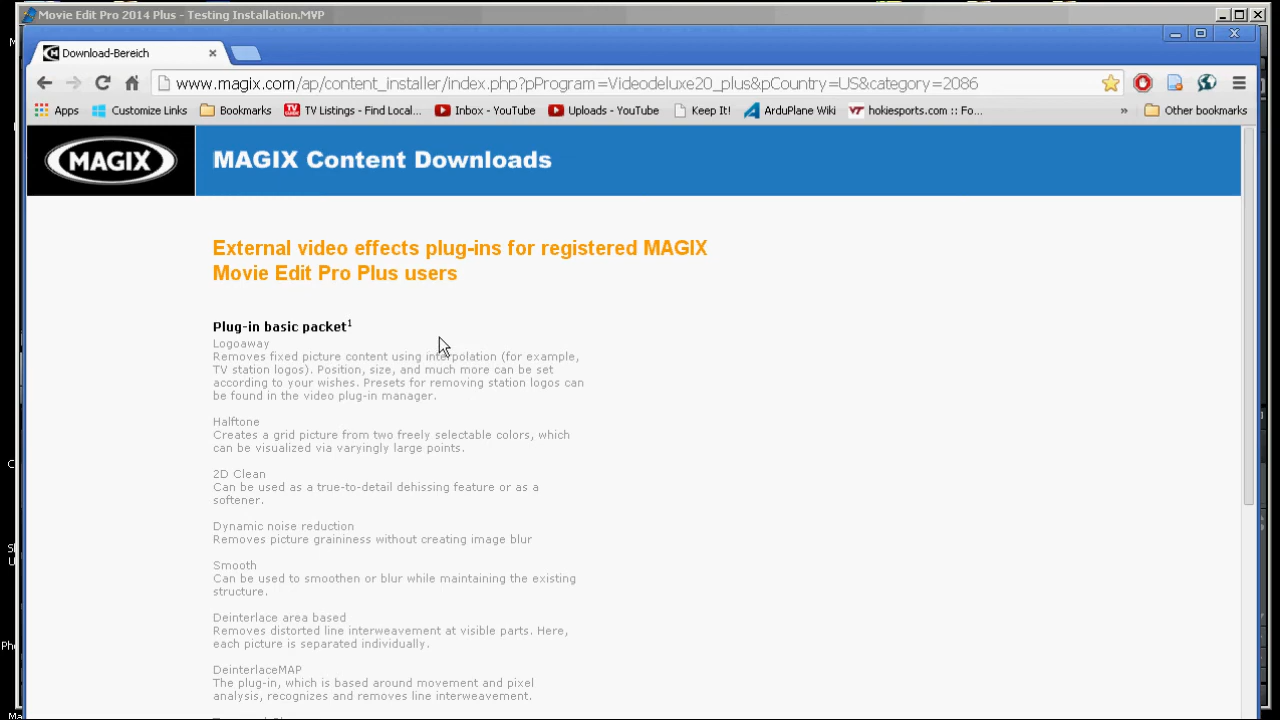 Movie Edit Pro 2014 Plus - Testing Installation.MVP
Download-Bereich
www.magix.com/ap/content_installer/index.php?pProgram=Videodeluxe20_plus&pCountry=US&category=2086
Apps Customize Links Bookmarks TV Listings - Find Local... Inbox - YouTube Uploads - YouTube Keep It! ArduPlane Wiki hokiesports.com :: Fo... » Other bookmarks
MAGIX MAGIX Content Downloads
External video effects plug-ins for registered MAGIX
Movie Edit Pro Plus users
Plug-in basic packet¹
Logoaway
Removes fixed picture content using interpolation (for example,
TV station logos). Position, size, and much more can be set
according to your wishes. Presets for removing station logos can
be found in the video plug-in manager.
Halftone
Creates a grid picture from two freely selectable colors, which
can be visualized via varyingly large points.
2D Clean
Can be used as a true-to-detail dehissing feature or as a
softener.
Dynamic noise reduction
Removes picture graininess without creating image blur
Smooth
Can be used to smoothen or blur while maintaining the existing
structure.
Deinterlace area based
Removes distorted line interweavement at visible parts. Here,
each picture is separated individually.
DeinterlaceMAP
The plug-in, which is based around movement and pixel
analysis, recognizes and removes line interweavement.